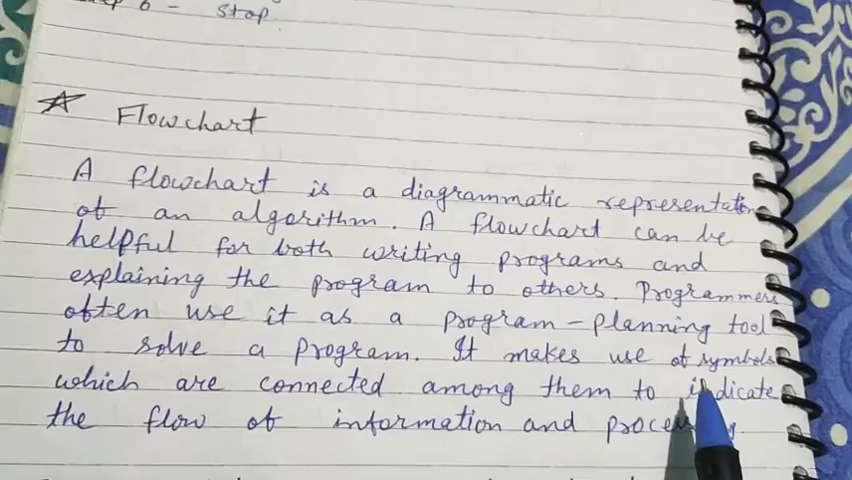 6 - Stop
☆ Flowchart
A flowchart is a diagrammatic representation
of an algorithm. A flowchart can be
helpful for both writing programs and
explaining the program to others. Programmers
often use it as a program-planning tool
to solve a program. It makes use of symbols
which are connected among them to indicate
the flow of information and